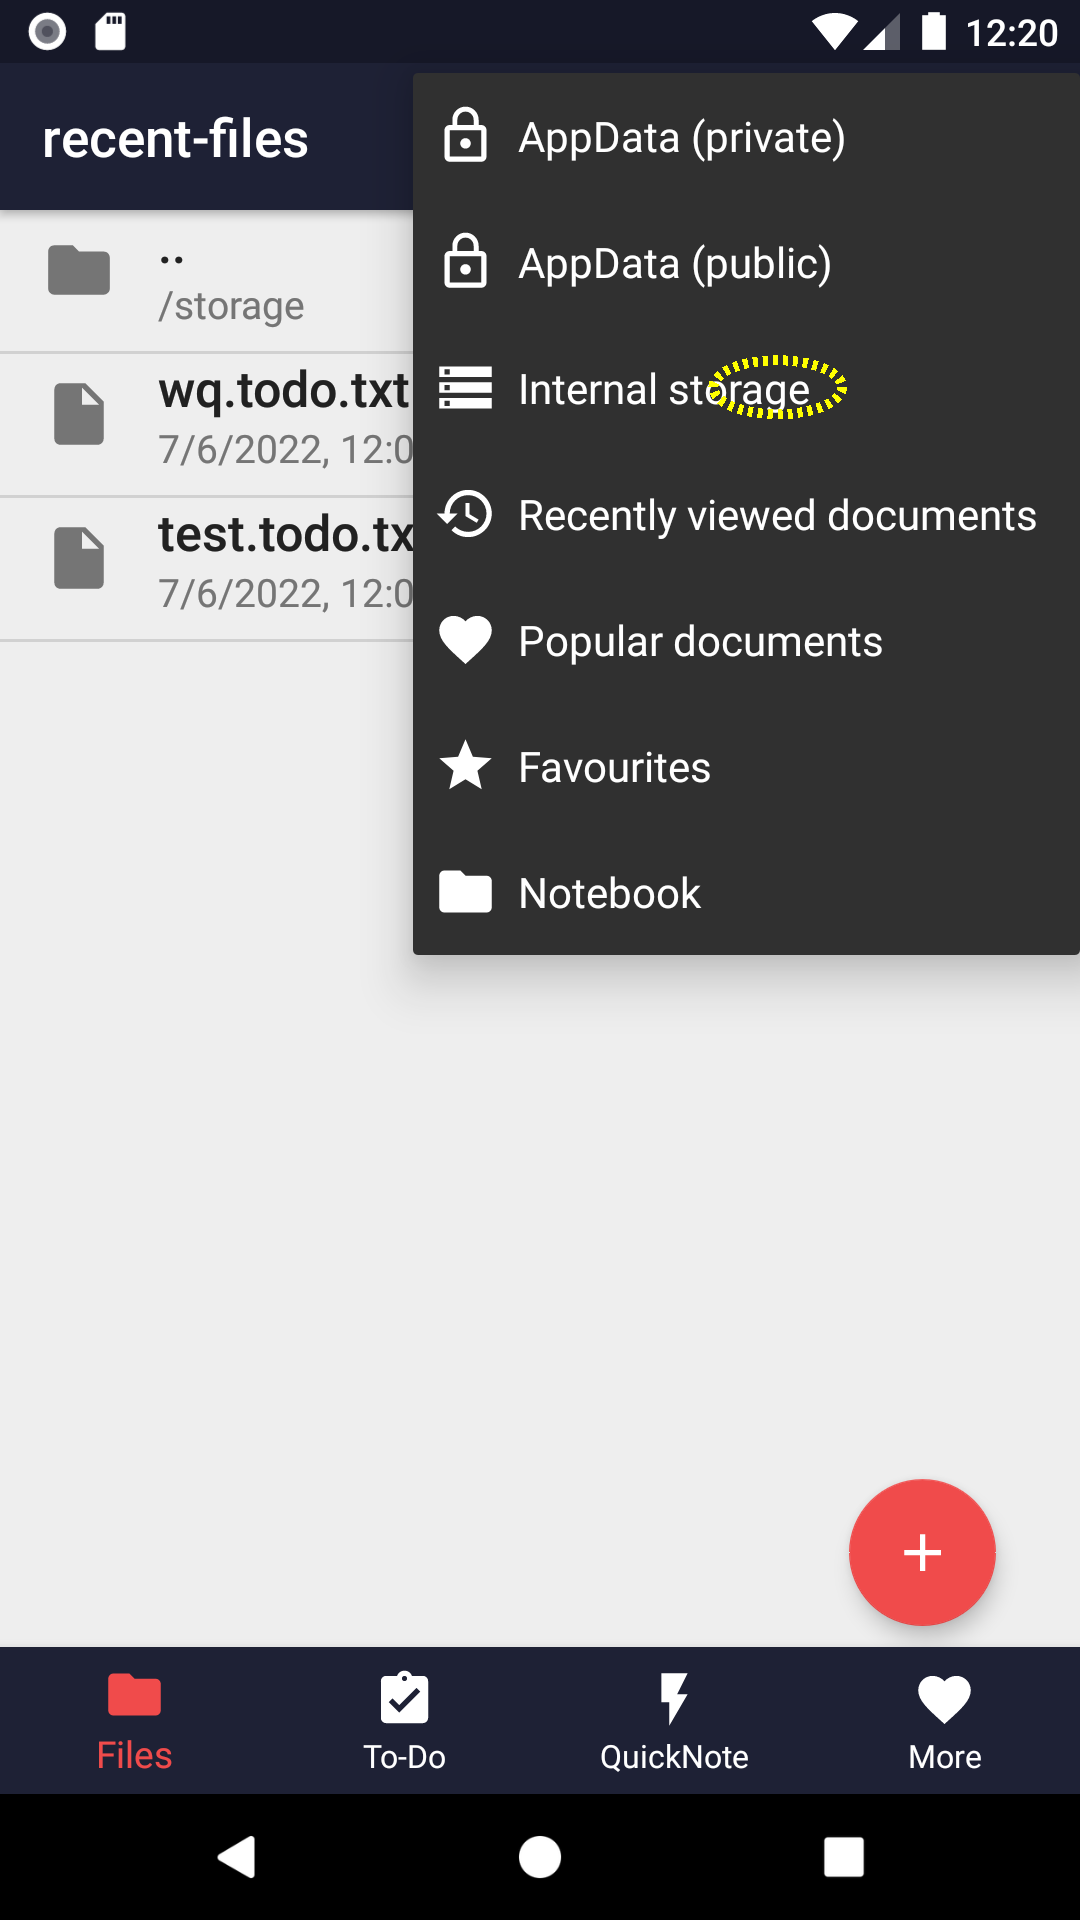 12:20
recent-files
AppData (private)
AppData (public)
Internal storage
Recently viewed documents
Popular documents
Favourites
Notebook
..
/storage
wq.todo.txt
7/6/2022, 12:0
test.todo.tx
7/6/2022, 12:0
Files
To-Do
QuickNote
More